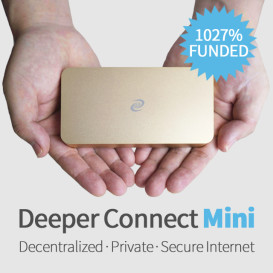 1027%
FUNDED
Deeper Connect Mini
Decentralized · Private · Secure Internet